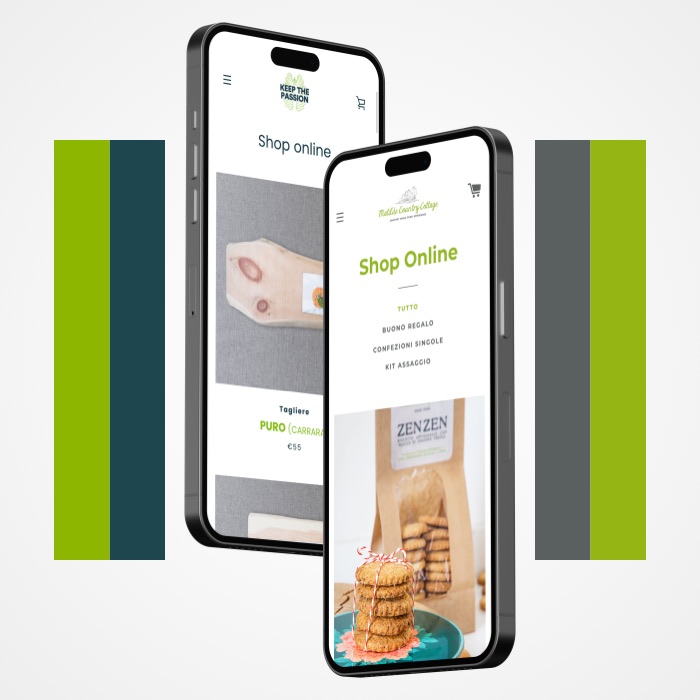 KEEP THE
PASSION
Shop online
Tagliere
PURO (CARRARA
€55
Matilde Country Cottage
Shop Online
TUTTO
BUONO REGALO
CONFEZIONI SINGOLE
KIT ASSAGGIO
ZENZEN